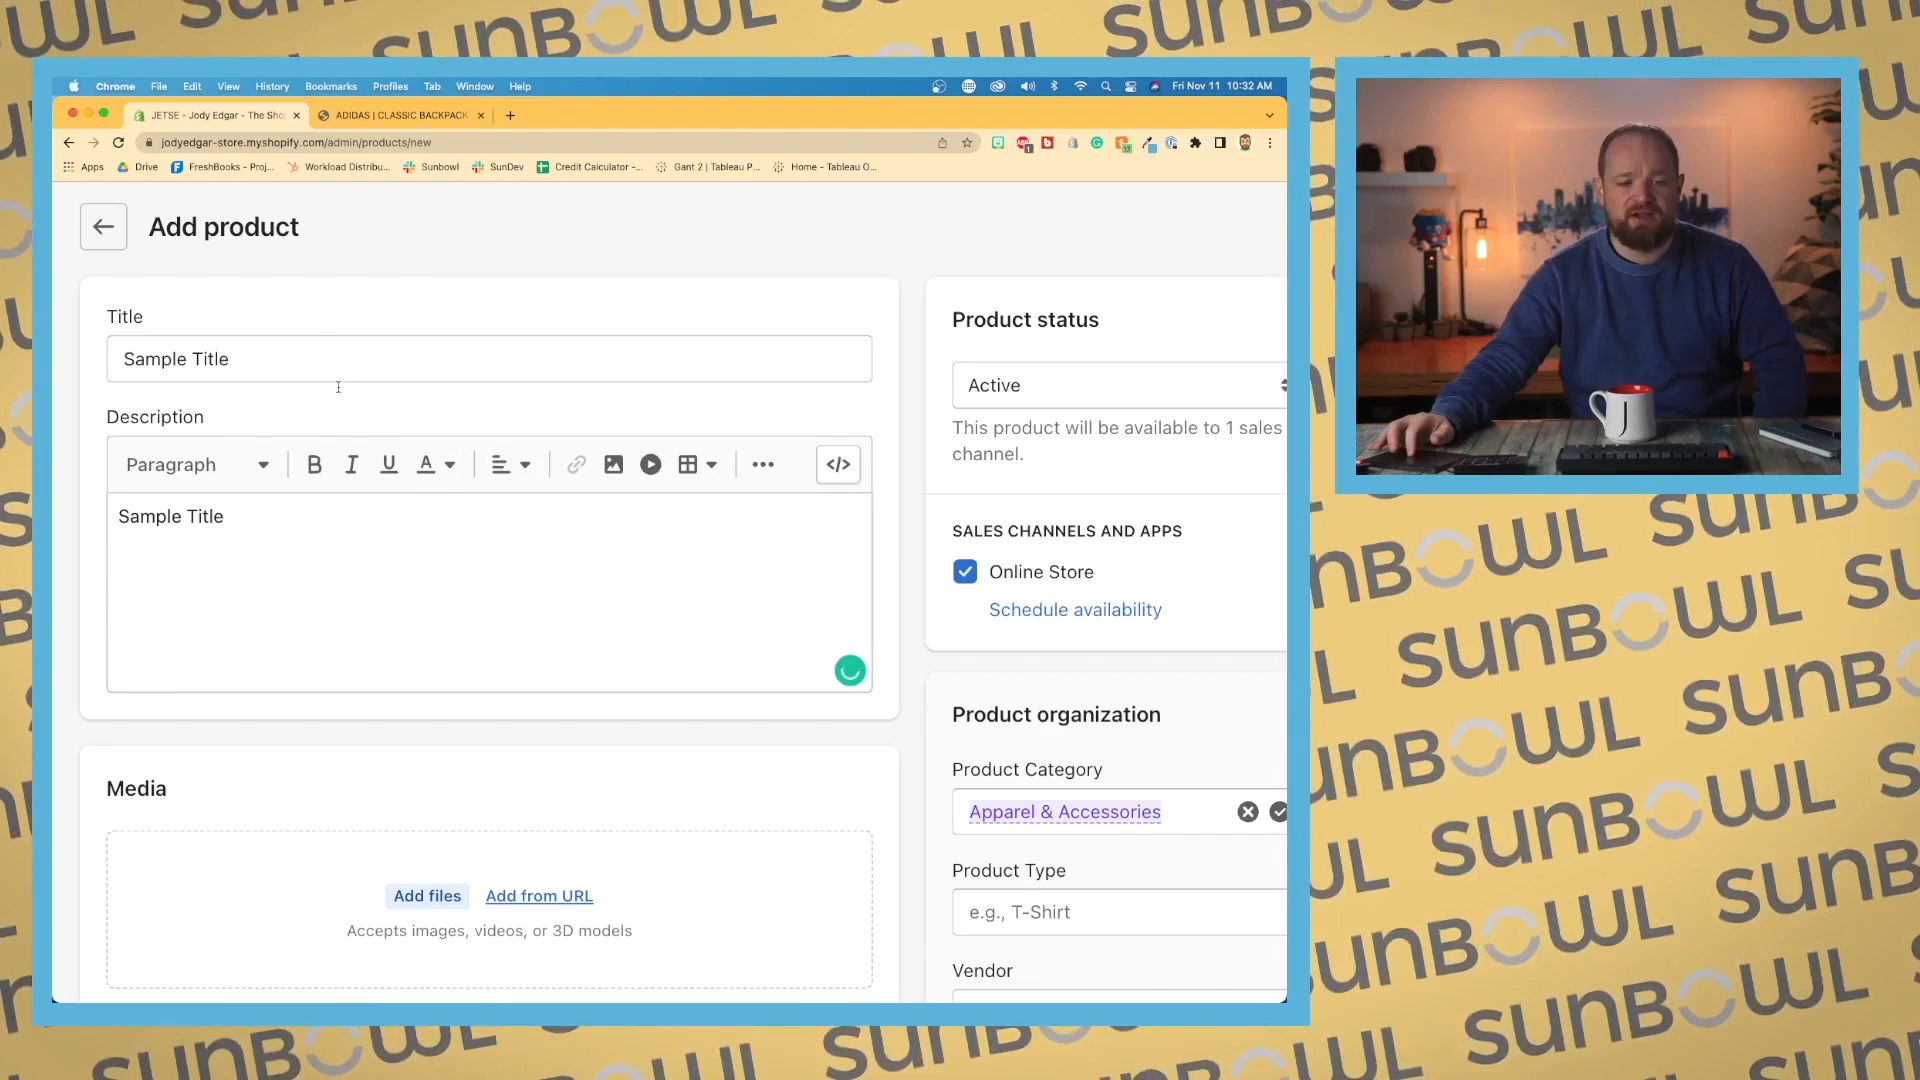 Chrome File Edit View History Bookmarks Profiles Tab Window Help Fri Nov 11 10:32 AM
JETSE - Jody Edgar - The Sho ADIDAS | CLASSIC BACKPACK
jodyedgar-store.myshopify.com/admin/products/new
Apps Drive FreshBooks - Proj... Workload Distribu... Sunbowl SunDev Credit Calculator -... Gant 2 | Tableau P... Home - Tableau O...
Add product
Title
Sample Title
Description
Paragraph B I U A </>
Sample Title
Media
Add files Add from URL
Accepts images, videos, or 3D models
Product status
Active
This product will be available to 1 sales
channel.
SALES CHANNELS AND APPS
Online Store
Schedule availability
Product organization
Product Category
Apparel & Accessories
Product Type
e.g., T-Shirt
Vendor
J
SUNBOWL
SUNBOWL
SUNBOWL
SUNBOWL
SUNBOWL